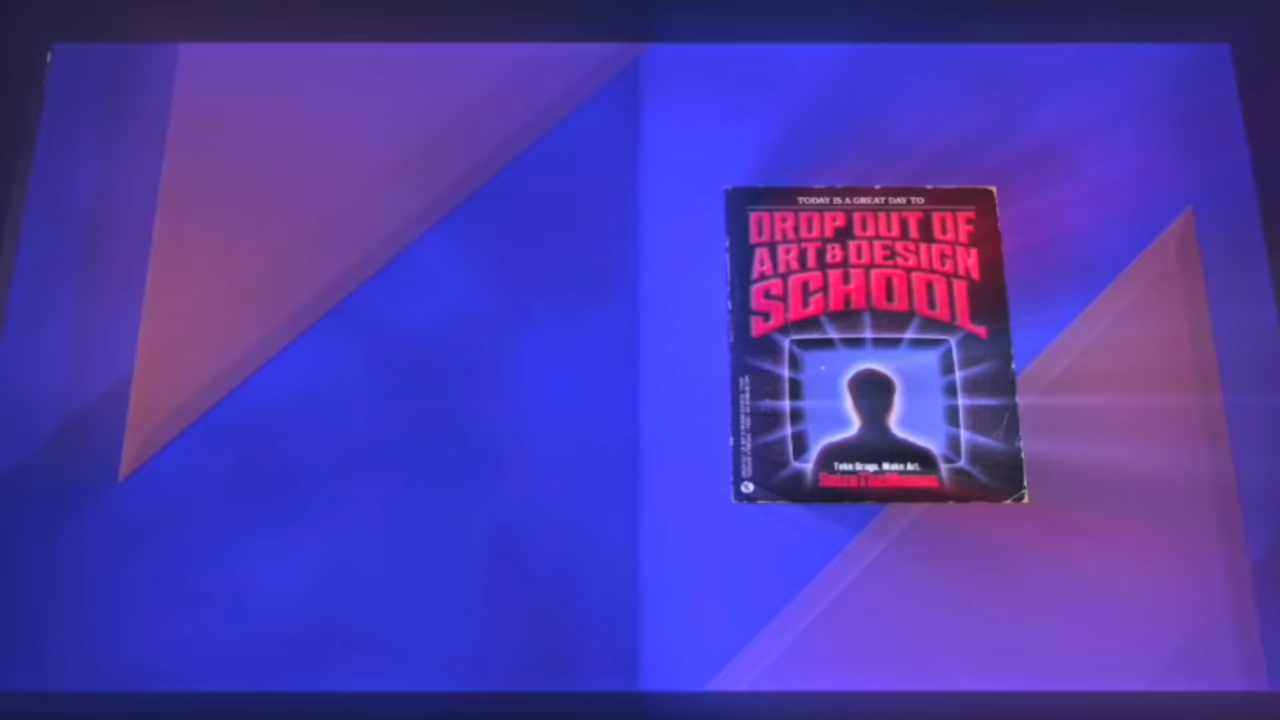 TODAY IS A GREAT DAY TO
DROP OUT OF
ART & DESIGN
SCHOOL
Take Drugs. Make Art.